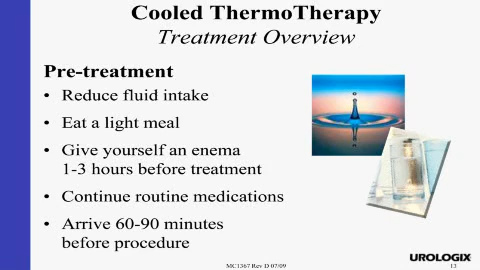 Cooled ThermoTherapy
Treatment Overview
Pre-treatment
• Reduce fluid intake
• Eat a light meal
• Give yourself an enema
1-3 hours before treatment
• Continue routine medications
• Arrive 60-90 minutes
before procedure
MC1367 Rev D 07/09
UROLOGIX
13